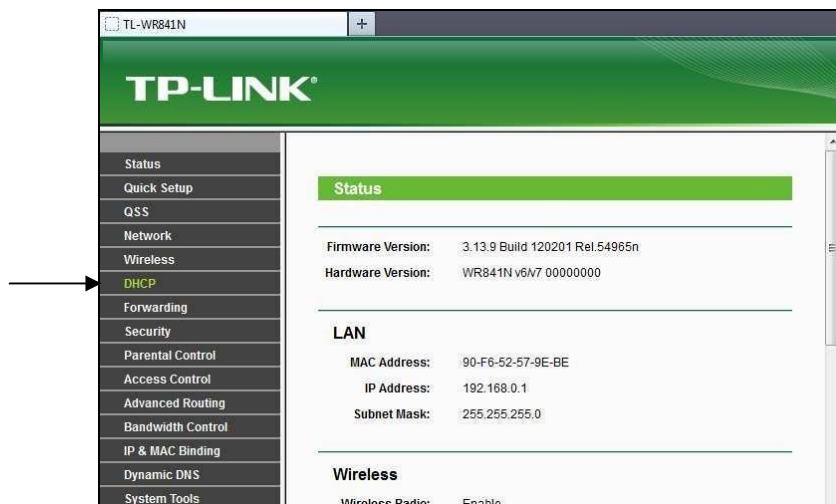 TL-WR841N
+
TP-LINK®
Status
Quick Setup
QSS
Network
Wireless
DHCP
Forwarding
Security
Parental Control
Access Control
Advanced Routing
Bandwidth Control
IP & MAC Binding
Dynamic DNS
System Tools
Status
Firmware Version: 3.13.9 Build 120201 Rel.54965n
Hardware Version: WR841N v6/v7 00000000
LAN
MAC Address: 90-F6-52-57-9E-BE
IP Address: 192.168.0.1
Subnet Mask: 255.255.255.0
Wireless
Wireless Radio: Enable